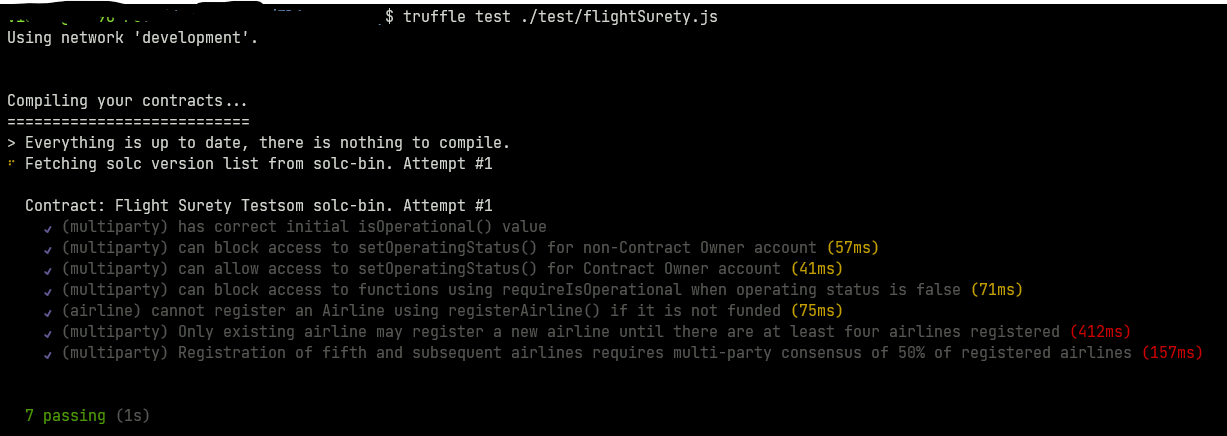 $ truffle test ./test/flightSurety.js
Using network 'development'.
Compiling your contracts...
===========================
> Everything is up to date, there is nothing to compile.
Fetching solc version list from solc-bin. Attempt #1
Contract: Flight Surety Testsom solc-bin. Attempt #1
✓ (multiparty) has correct initial isOperational() value
✓ (multiparty) can block access to setOperatingStatus() for non-Contract Owner account (57ms)
✓ (multiparty) can allow access to setOperatingStatus() for Contract Owner account (41ms)
✓ (multiparty) can block access to functions using requireIsOperational when operating status is false (71ms)
✓ (airline) cannot register an Airline using registerAirline() if it is not funded (75ms)
✓ (multiparty) Only existing airline may register a new airline until there are at least four airlines registered (412ms)
✓ (multiparty) Registration of fifth and subsequent airlines requires multi-party consensus of 50% of registered airlines (157ms)
7 passing (1s)